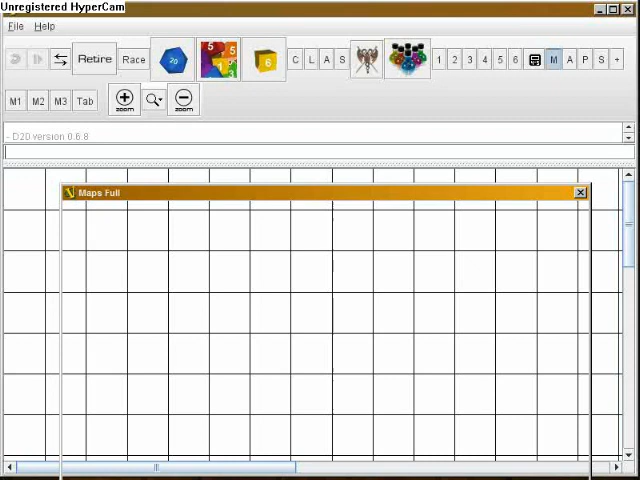 Unregistered HyperCam
File Help
Retire Race 20 5 5 1 3 6 C L A S 1 2 3 4 5 6 M A P S +
M1 M2 M3 Tab zoom zoom
- D20 version 0.6.8
Maps Full